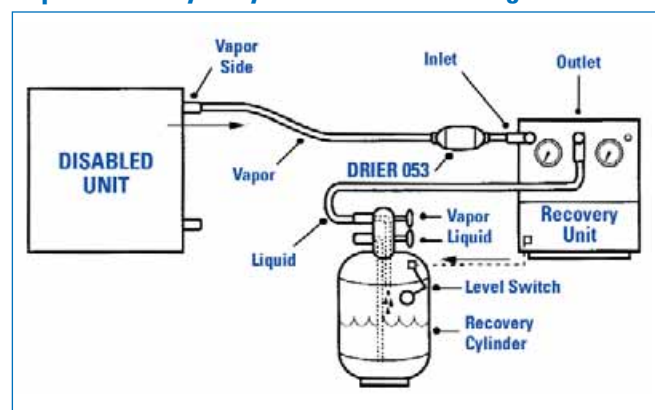 Vapor
Side
Inlet
Outlet
DISABLED
UNIT
Vapor
DRIER 053
Recovery
Unit
Liquid
Vapor
Liquid
Level Switch
Recovery
Cylinder